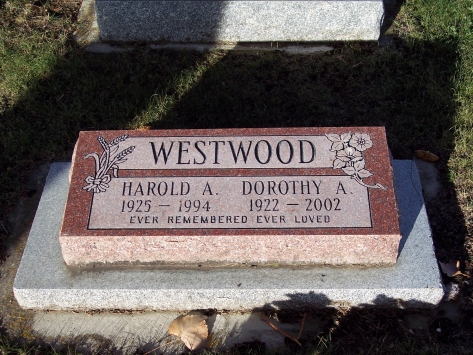 WESTWOOD
HAROLD A. DOROTHY A.
1925 - 1994 1922 - 2002
EVER REMEMBERED EVER LOVED